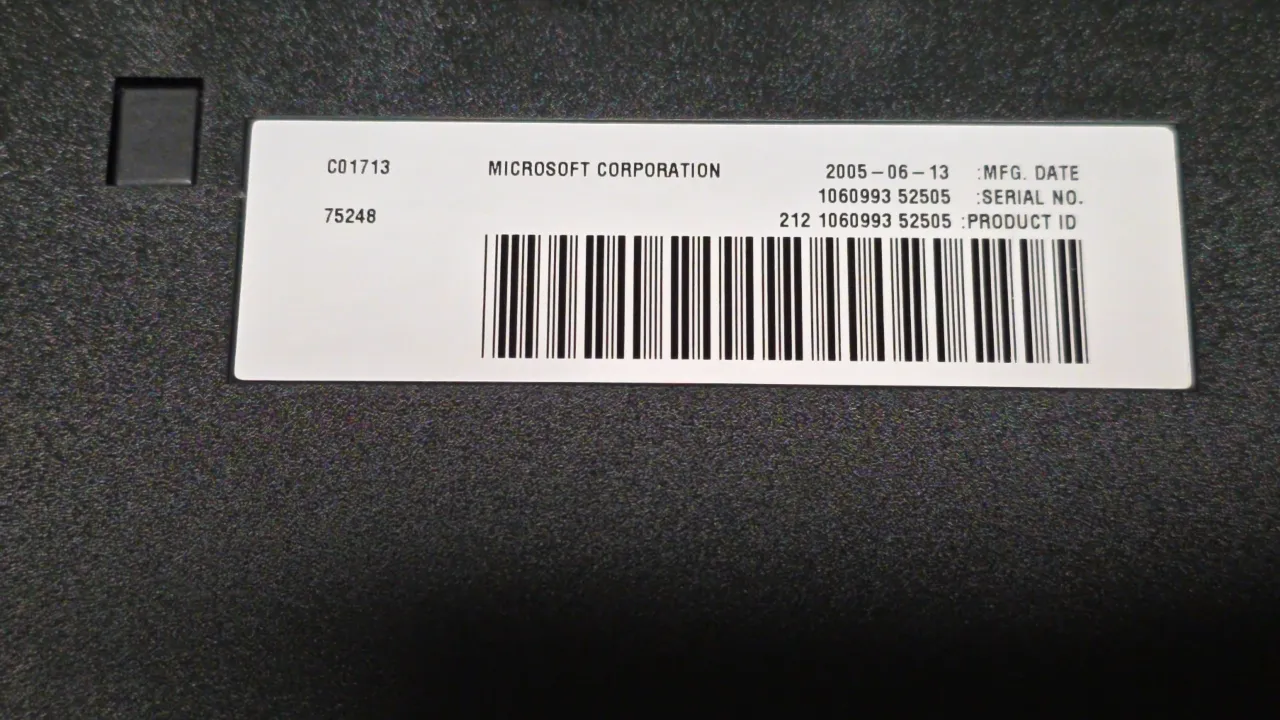 C01713 MICROSOFT CORPORATION 2005-06-13 :MFG. DATE
1060993 52505 :SERIAL NO.
75248 212 1060993 52505 :PRODUCT ID